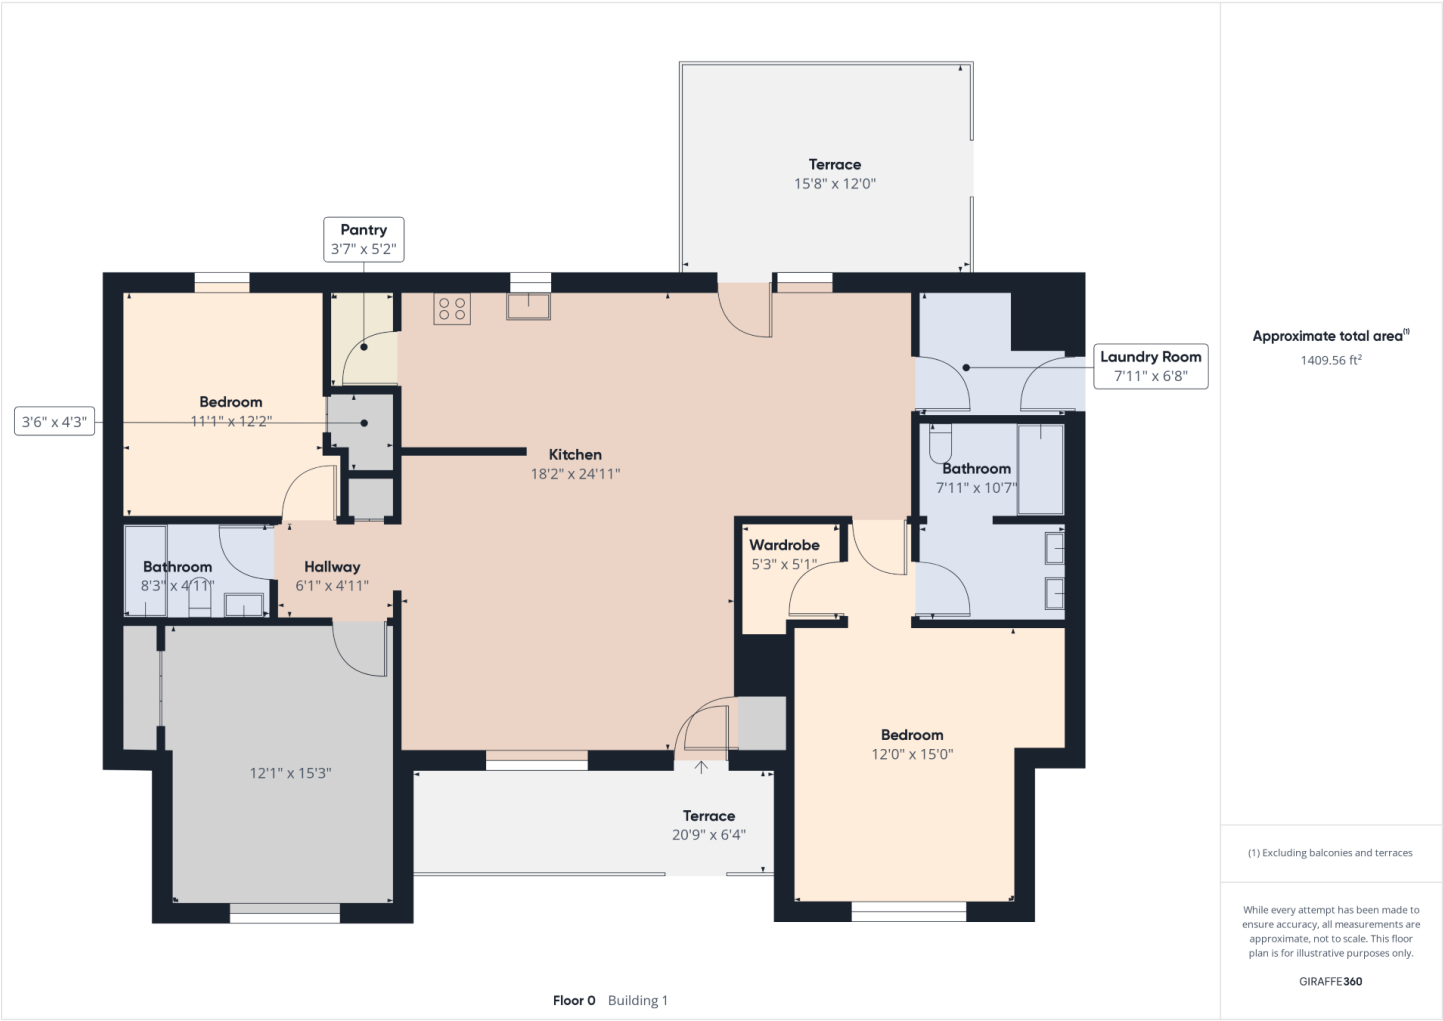 Terrace
15'8" x 12'0"
Pantry
3'7" x 5'2"
Laundry Room
7'11" x 6'8"
Bedroom
11'1" x 12'2"
3'6" x 4'3"
Kitchen
18'2" x 24'11"
Bathroom
7'11" x 10'7"
Wardrobe
5'3" x 5'1"
Bathroom
8'3" x 4'11"
Hallway
6'1" x 4'11"
12'1" x 15'3"
Bedroom
12'0" x 15'0"
Terrace
20'9" x 6'4"
Floor 0 Building 1
Approximate total area(1)
1409.56 ft²
(1) Excluding balconies and terraces
While every attempt has been made to
ensure accuracy, all measurements are
approximate, not to scale. This floor
plan is for illustrative purposes only.
GIRAFFE360